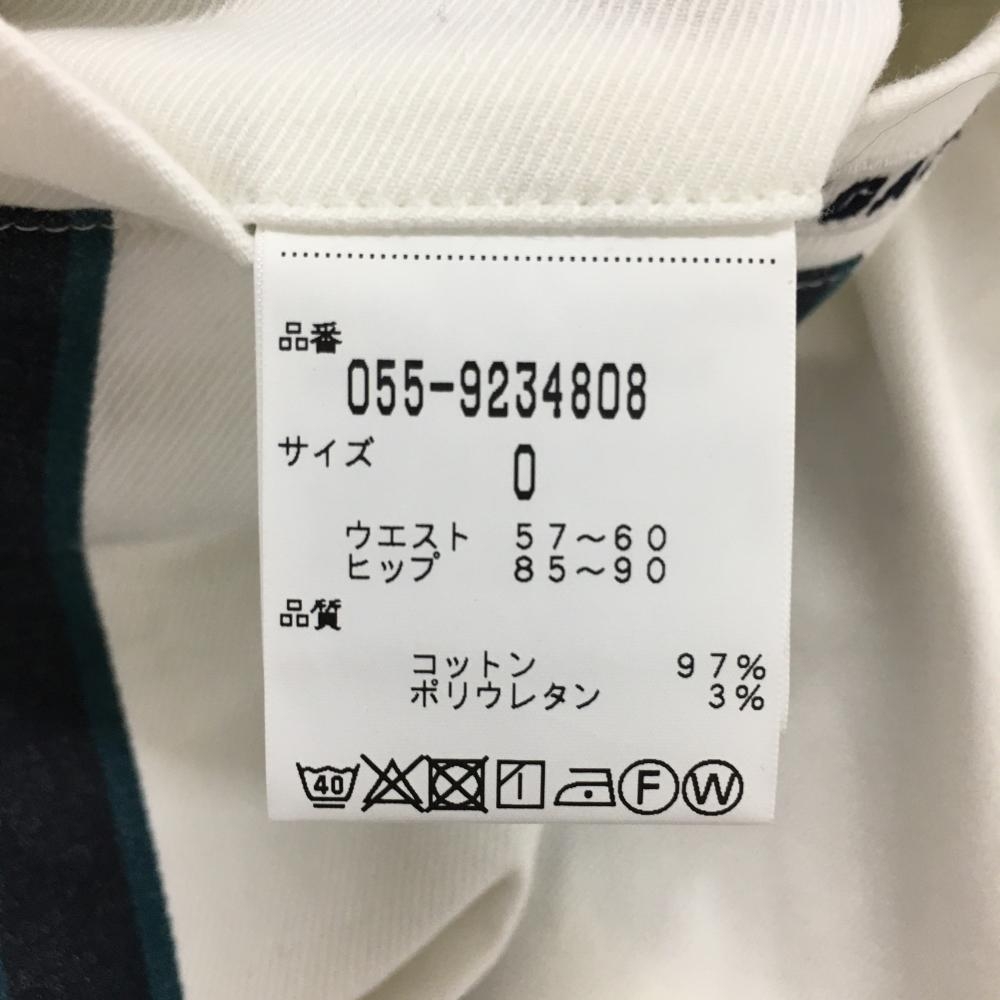 品番
055-9234808
サイズ
0
ウエスト 57～60
ヒップ 85～90
品質
コットン 97%
ポリウレタン 3%
40 F W